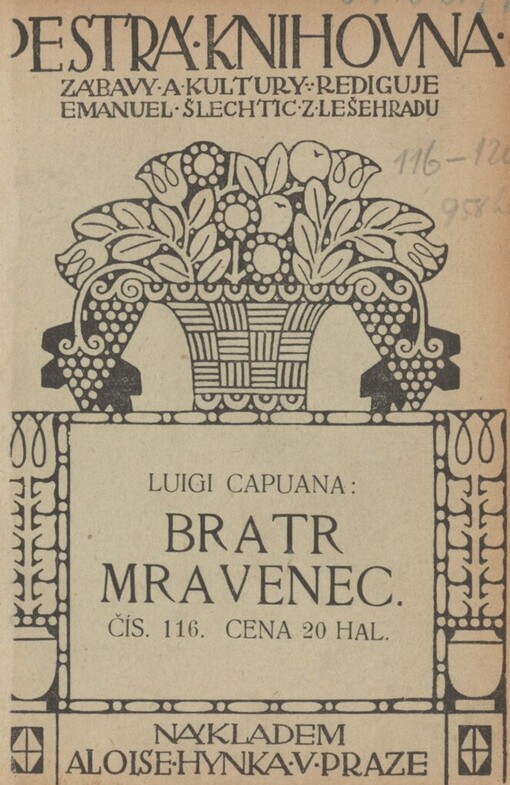 PESTRÁ·KNIHOVNA·
ZÁBAVY·A·KULTURY·:·REDIGUJE
EMANUEL·ŠLECHTIC·Z·LEŠEHRADU
116-120
LUIGI CAPUANA:
BRATR
MRAVENEC.
ČÍS. 116. CENA 20 HAL.
NÁKLADEM
ALOISE·HYNKA·V·PRAZE